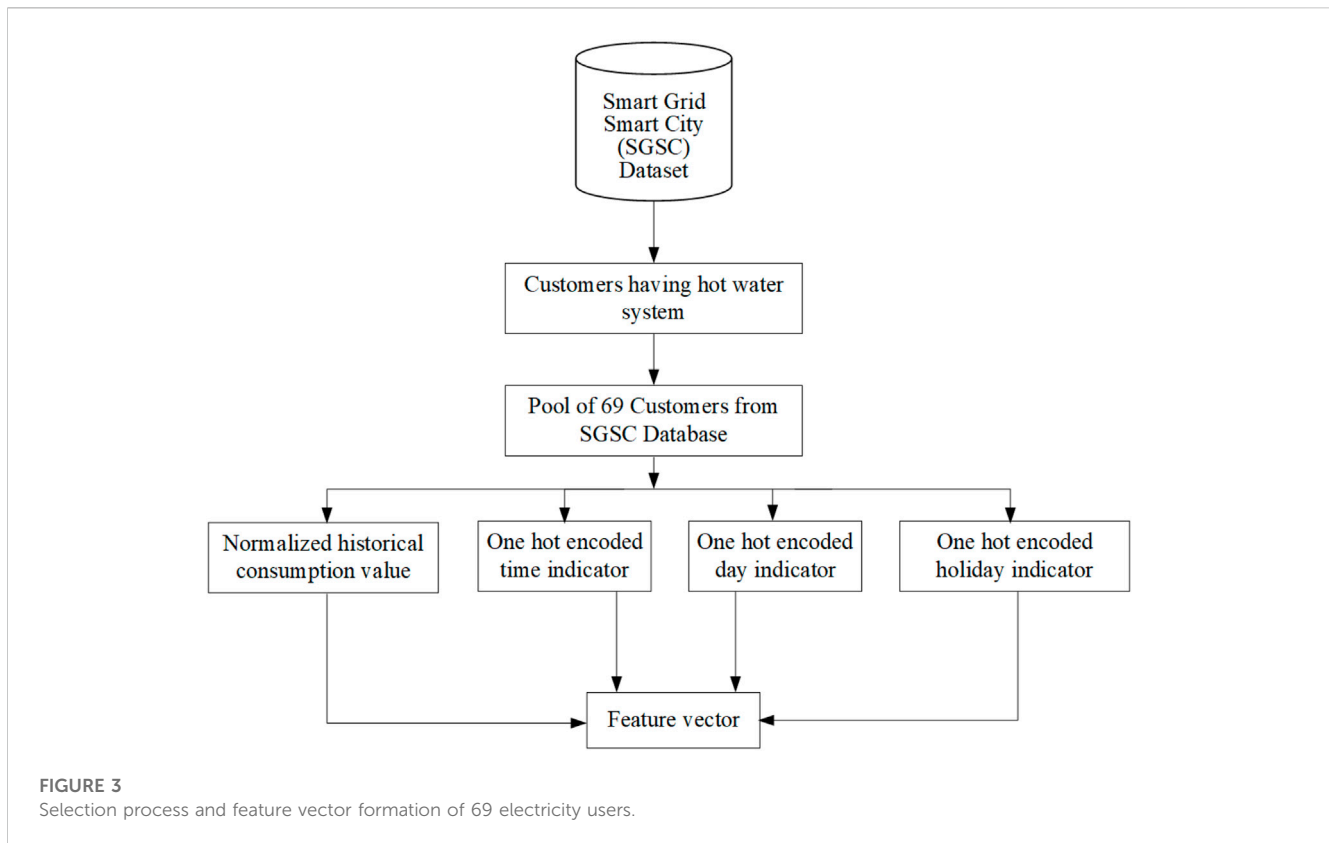 Smart Grid
Smart City
(SGSC)
Dataset
Customers having hot water
system
Pool of 69 Customers from
SGSC Database
Normalized historical
consumption value
One hot encoded
time indicator
One hot encoded
day indicator
One hot encoded
holiday indicator
Feature vector
FIGURE 3
Selection process and feature vector formation of 69 electricity users.